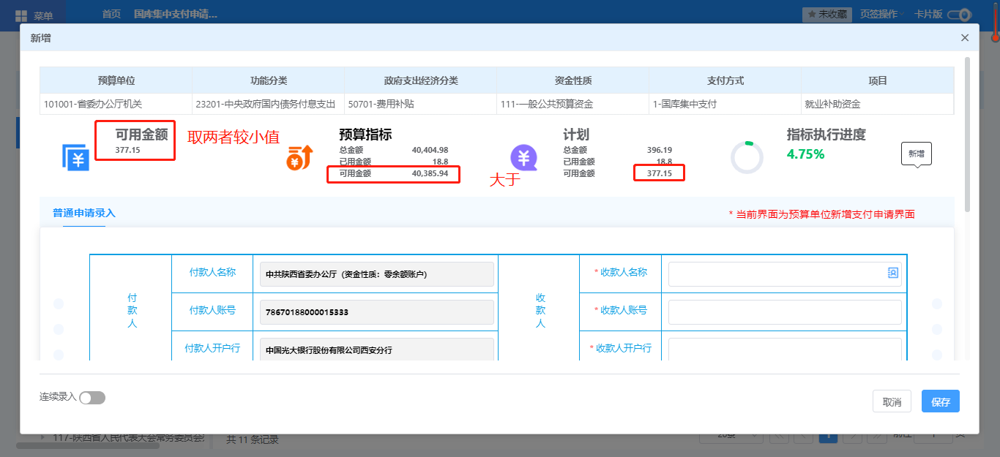 菜单 首页 国库集中支付申请... 未收藏 页签操作 卡片版
新增
预算单位 功能分类 政府支出经济分类 资金性质 支付方式 项目
101001-省委办公厅机关 23201-中央政府国内债务付息支出 50701-费用补贴 111-一般公共预算资金 1-国库集中支付 就业补助资金
可用金额
377.15
取两者较小值
预算指标
总金额 40,404.98
已用金额 18.8
可用金额 40,385.94
大于
计划
总金额 396.19
已用金额 18.8
可用金额 377.15
指标执行进度
4.75%
新增
普通申请录入
* 当前界面为预算单位新增支付申请界面
付款人
付款人名称 中共陕西省委办公厅（资金性质：零余额账户）
付款人账号 78670188000015333
付款人开户行 中国光大银行股份有限公司西安分行
收款人
* 收款人名称
* 收款人账号
* 收款人开户行
连续录入
取消 保存
117-陕西省人民代表大会常务委员会
共 11 条记录
20条
1
前往 1 页